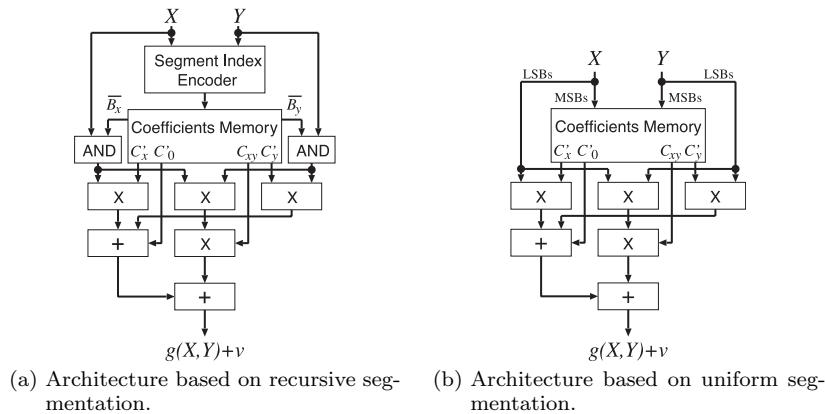 X Y
Segment Index
Encoder
B̅x B̅y
Coefficients Memory
C'x C'0 Cxy C'y
AND AND
X X X
+ X
+
g(X,Y)+v
(a) Architecture based on recursive seg-
mentation.
X Y
LSBs LSBs
MSBs MSBs
Coefficients Memory
C'x C'0 Cxy C'y
X X X
+ X
+
g(X,Y)+v
(b) Architecture based on uniform seg-
mentation.